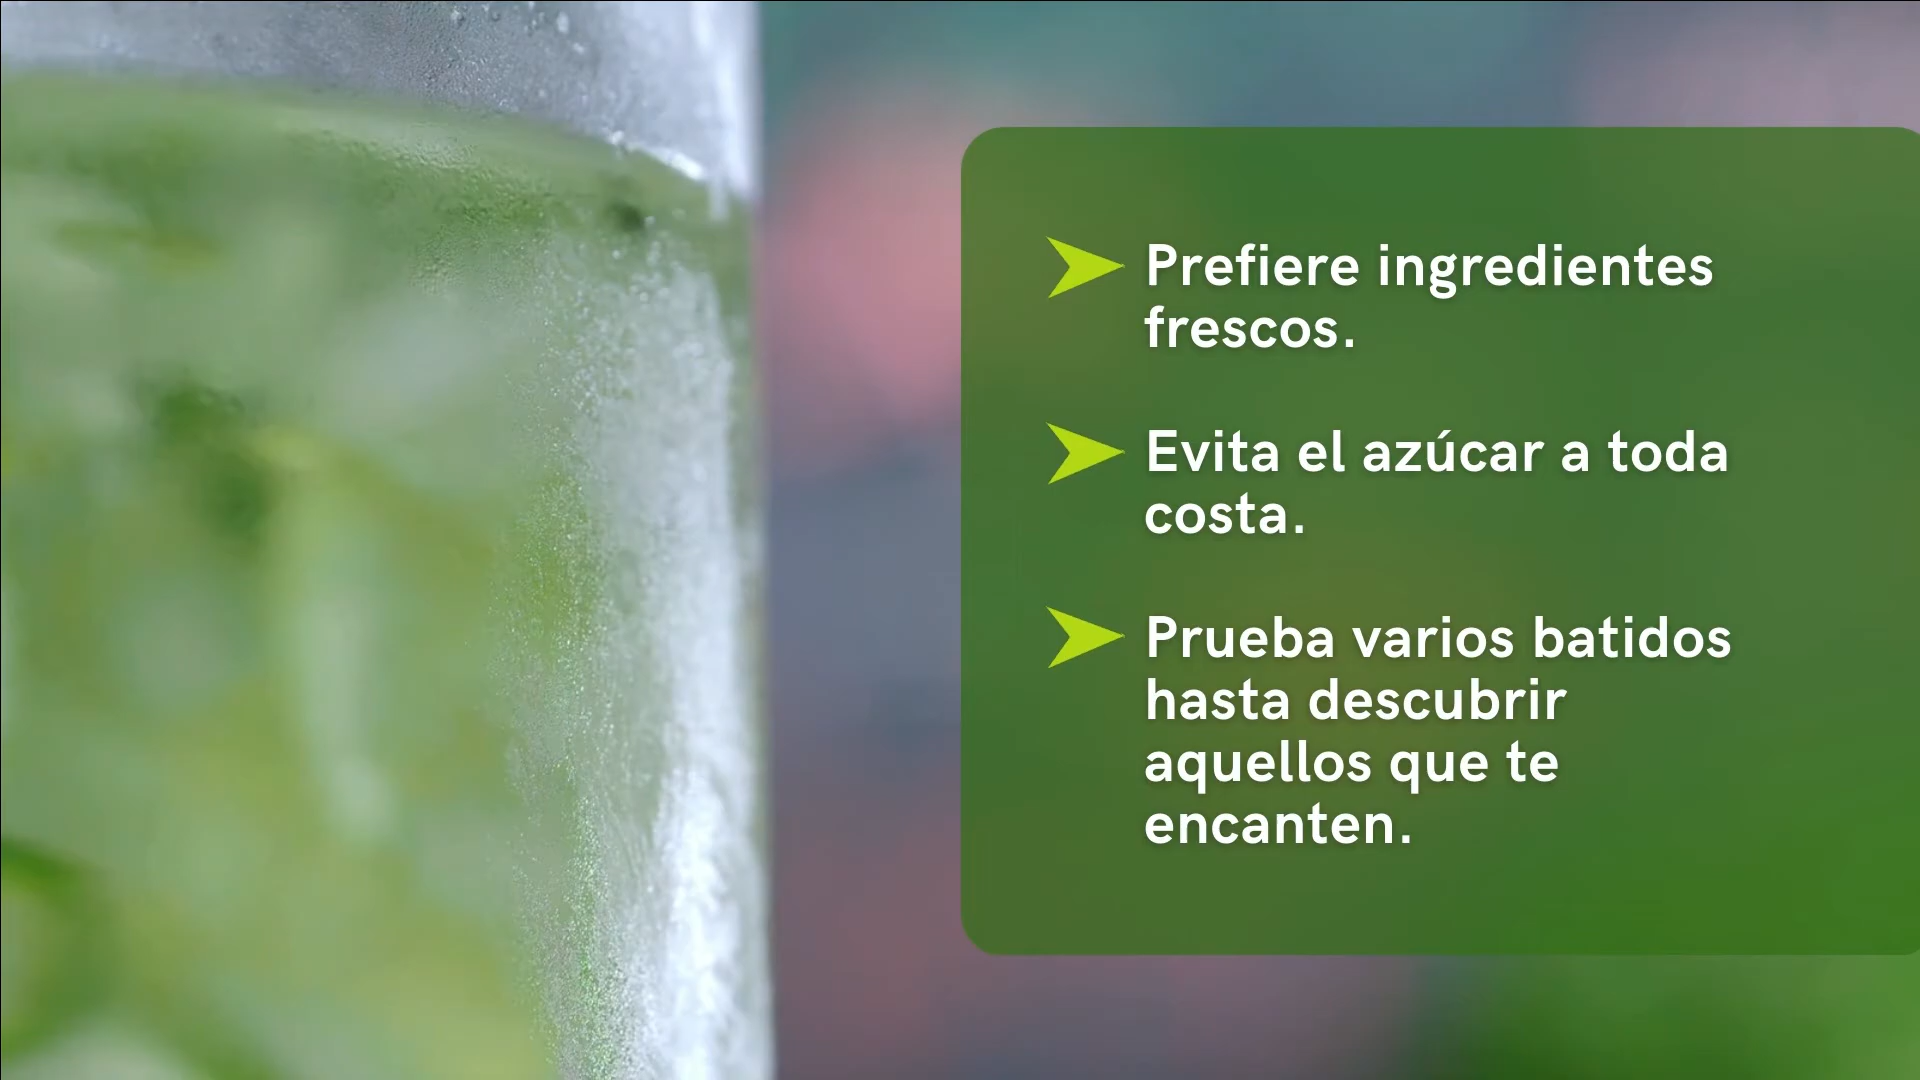 Prefiere ingredientes
frescos.
Evita el azúcar a toda
costa.
Prueba varios batidos
hasta descubrir
aquellos que te
encanten.